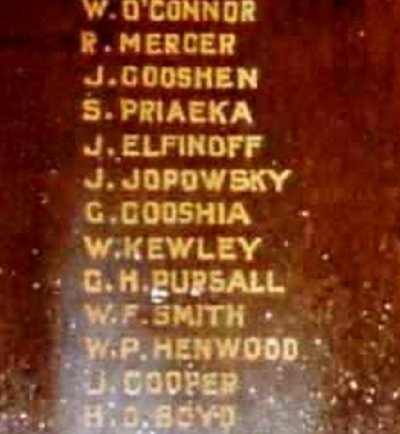 W. O'CONNOR
R. MERCER
J. GOOSHEN
S. PRIAEKA
J. ELFINOFF
J. JOPOWSKY
G. GOOSHIA
W. KEWLEY
G. H. PURSALL
W. F. SMITH
W. P. HENWOOD
J. COOPER
H. O. BOYD